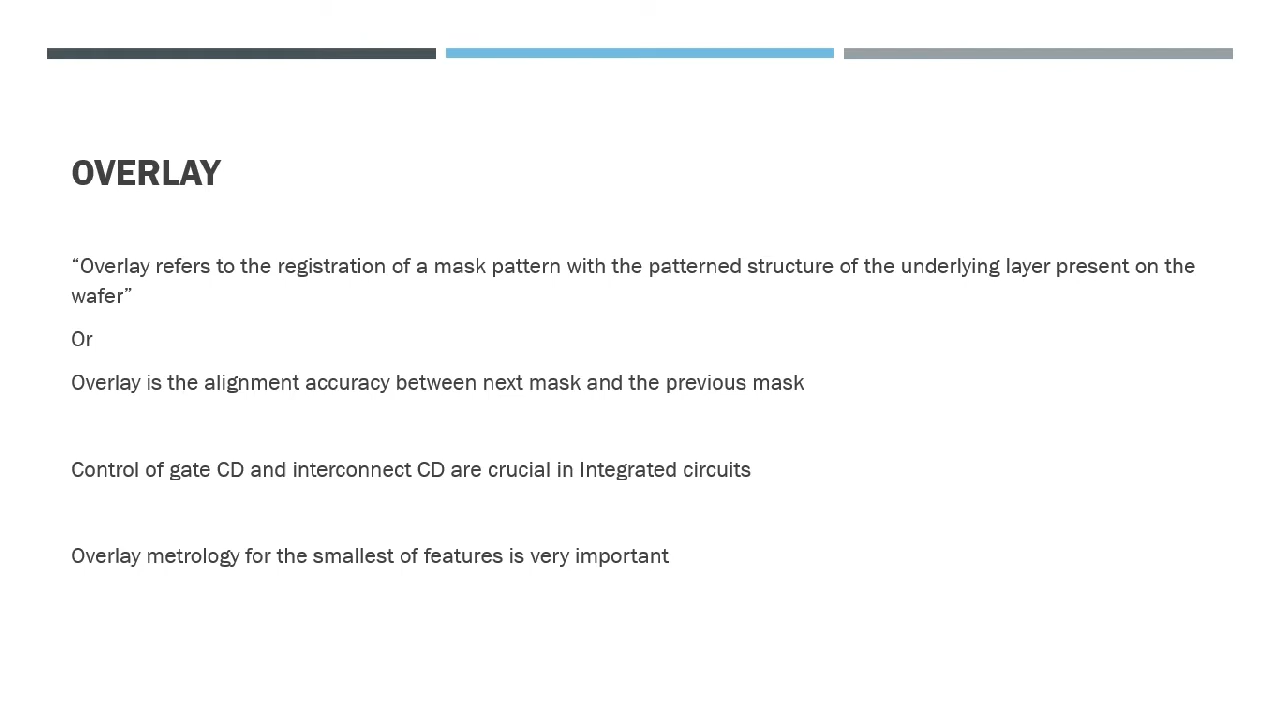 OVERLAY
“Overlay refers to the registration of a mask pattern with the patterned structure of the underlying layer present on the
wafer”
Or
Overlay is the alignment accuracy between next mask and the previous mask
Control of gate CD and interconnect CD are crucial in Integrated circuits
Overlay metrology for the smallest of features is very important